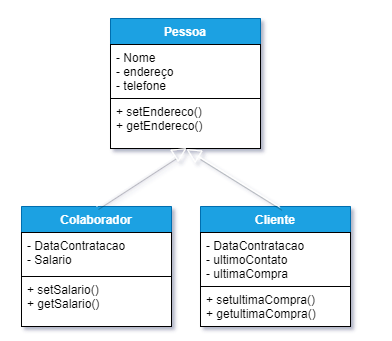 Pessoa
- Nome
- endereço
- telefone
+ setEndereco()
+ getEndereco()
Colaborador
- DataContratacao
- Salario
+ setSalario()
+ getSalario()
Cliente
- DataContratacao
- ultimoContato
- ultimaCompra
+ setultimaCompra()
+ getultimaCompra()